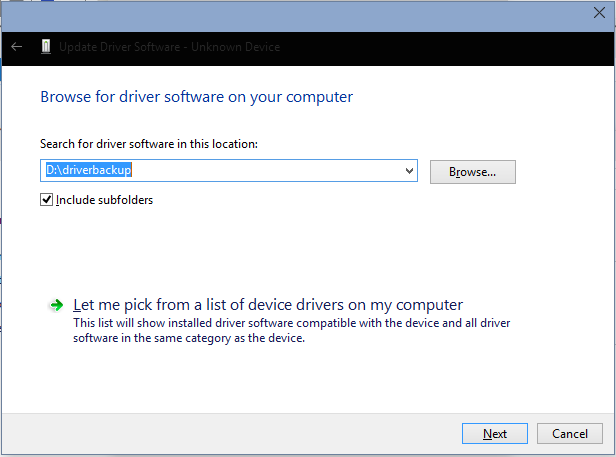 Update Driver Software - Unknown Device
Browse for driver software on your computer
Search for driver software in this location:
D:\driverbackup
Browse...
Include subfolders
Let me pick from a list of device drivers on my computer
This list will show installed driver software compatible with the device and all driver
software in the same category as the device.
Next
Cancel